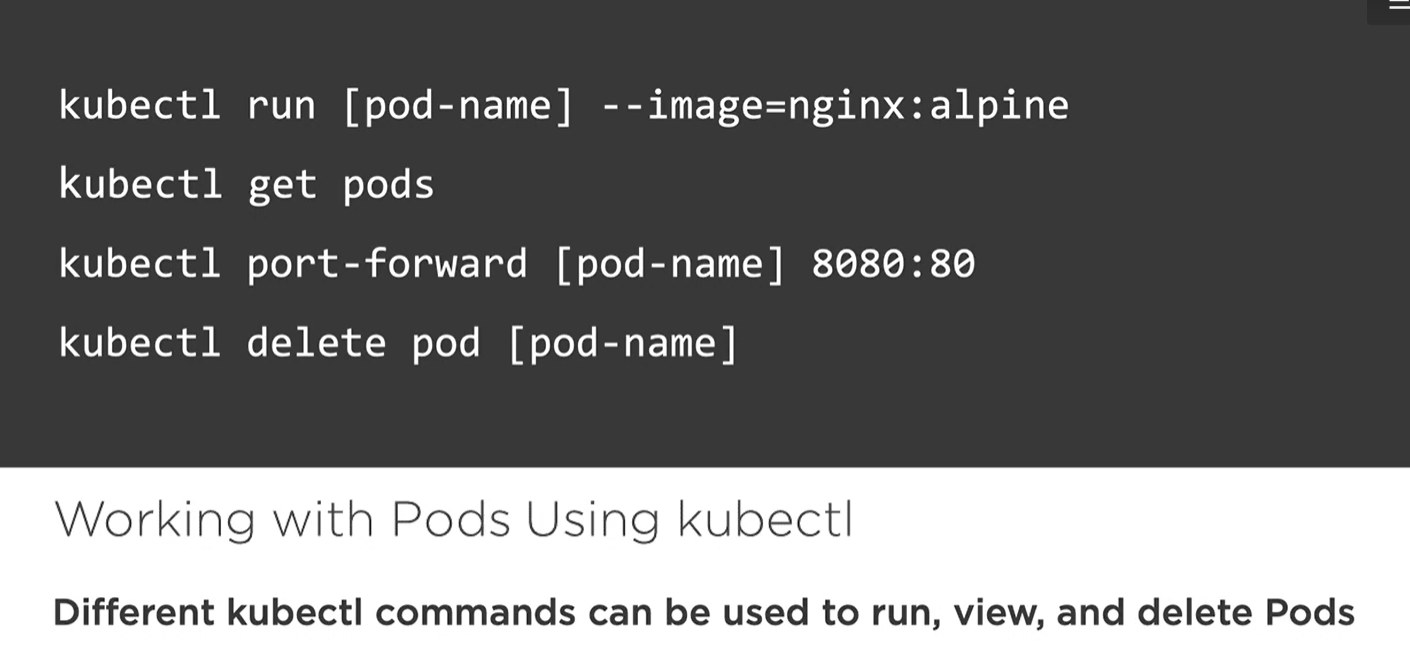 kubectl run [pod-name] --image=nginx:alpine
kubectl get pods
kubectl port-forward [pod-name] 8080:80
kubectl delete pod [pod-name]
Working with Pods Using kubectl
Different kubectl commands can be used to run, view, and delete Pods